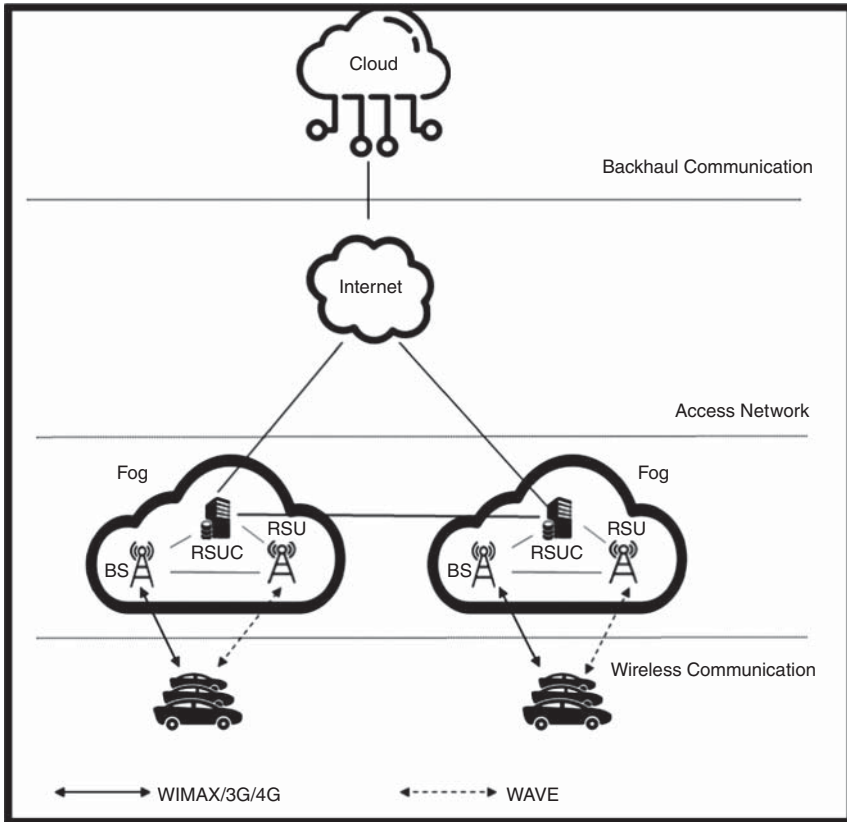 Cloud
Backhaul Communication
Internet
Access Network
Fog
Fog
RSU
RSU
RSUC
RSUC
BS
BS
Wireless Communication
WIMAX/3G/4G
WAVE